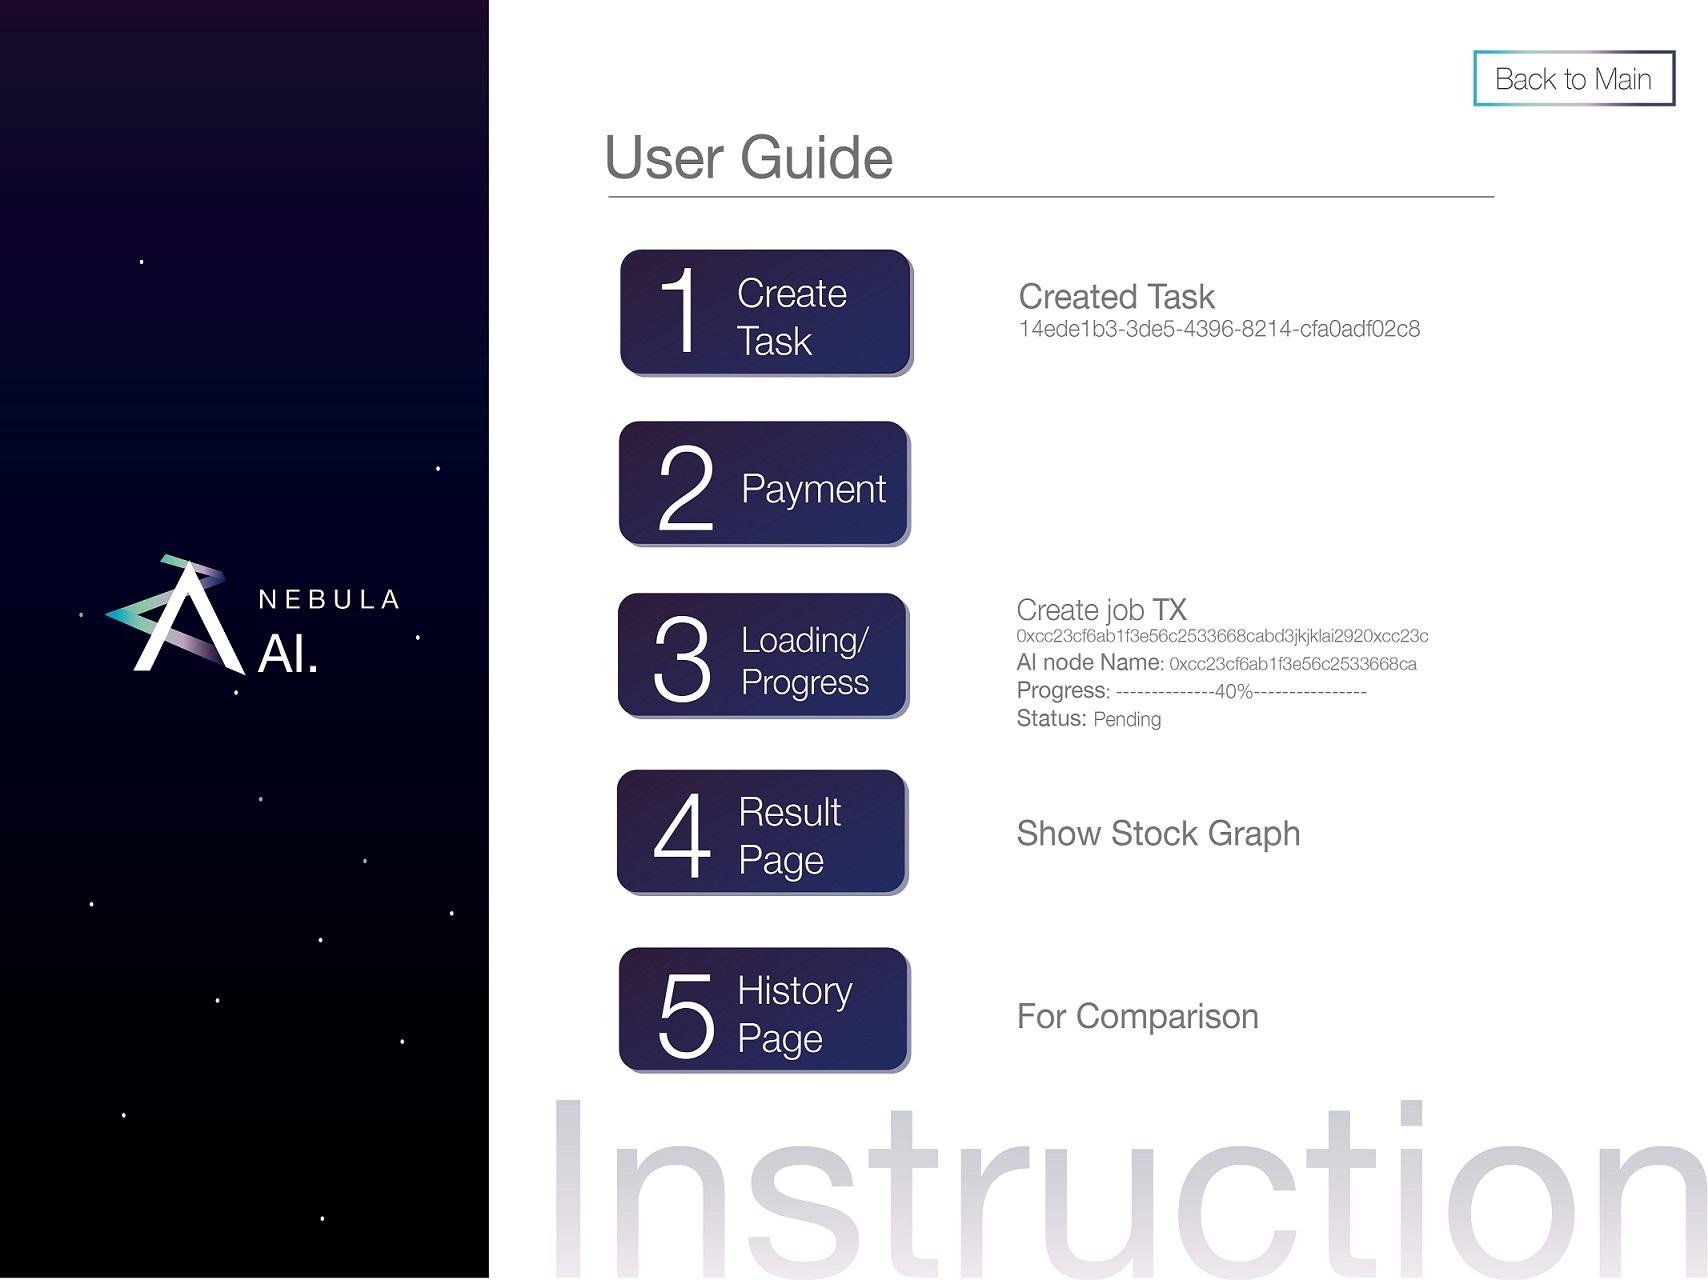 Back to Main
User Guide
1 Create
Task
Created Task
14ede1b3-3de5-4396-8214-cfa0adf02c8
2 Payment
3 Loading/
Progress
Create job TX
0xcc23cf6ab1f3e56c2533668cabd3jkjklai2920xcc23c
AI node Name: 0xcc23cf6ab1f3e56c2533668ca
Progress: --------------40%----------------
Status: Pending
NEBULA
AI.
4 Result
Page
Show Stock Graph
5 History
Page
For Comparison
Instruction